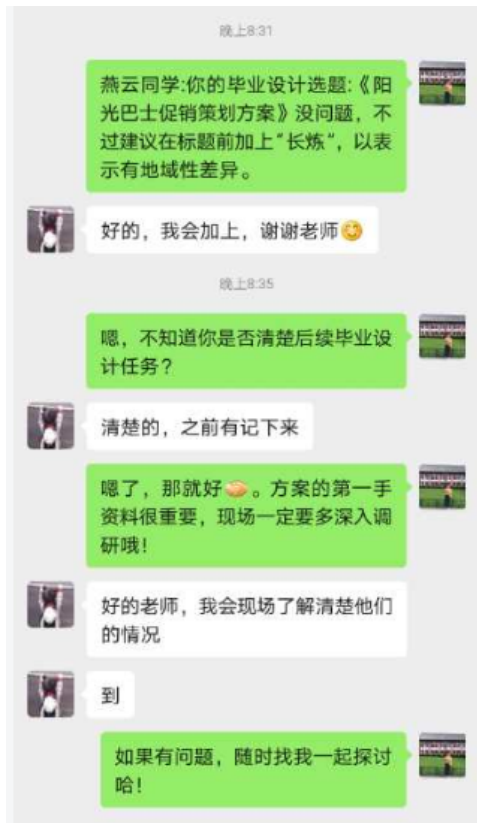 晚上8:31
燕云同学:你的毕业设计选题:《阳
光巴士促销策划方案》没问题，不
过建议在标题前加上"长炼"，以表
示有地域性差异。
好的，我会加上，谢谢老师
晚上8:35
嗯，不知道你是否清楚后续毕业设
计任务？
清楚的，之前有记下来
嗯了，那就好。方案的第一手
资料很重要，现场一定要多深入调
研哦！
好的老师，我会现场了解清楚他们
的情况
到
如果有问题，随时找我一起探讨
哈！